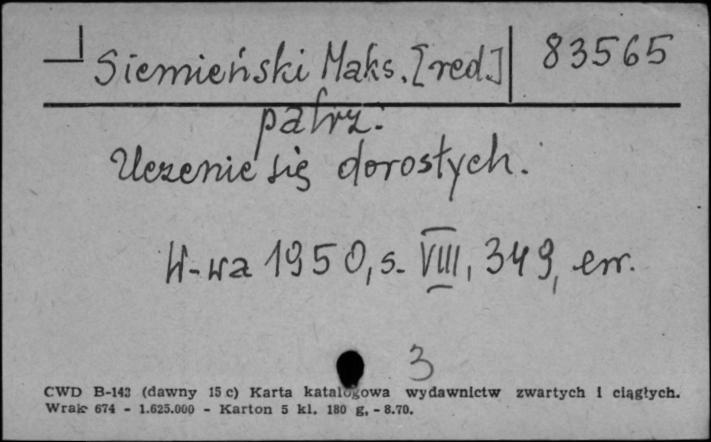 Siemieński Maks. [red.] 83565
patrz:
Uczenie się dorosłych.
W-wa 1950, s. VIII, 349, err.
3
CWD B-143 (dawny 15 c) Karta katalogowa wydawnictw zwartych i ciągłych.
Wrak 674 - 1.625.000 - Karton 5 kl. 180 g. - 8.70.